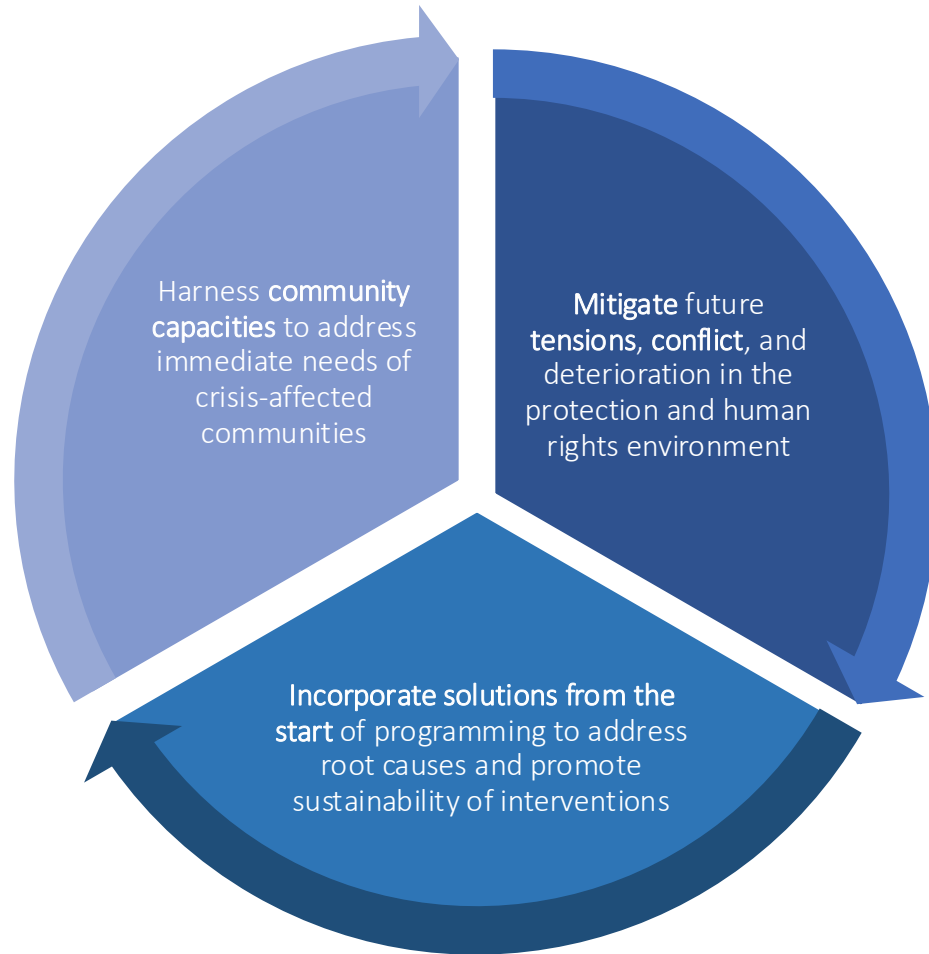 Harness community
capacities to address
immediate needs of
crisis-affected
communities
Mitigate future
tensions, conflict, and
deterioration in the
protection and human
rights environment
Incorporate solutions from the
start of programming to address
root causes and promote
sustainability of interventions